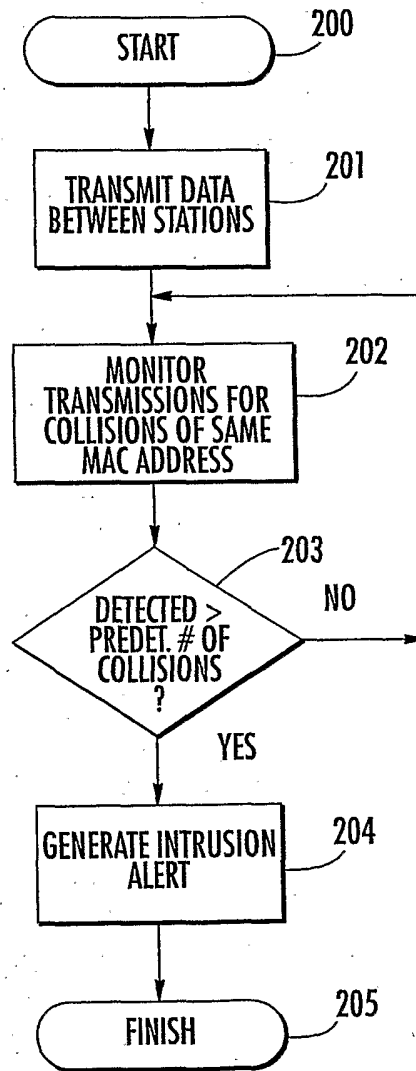 START
200
TRANSMIT DATA
BETWEEN STATIONS
201
MONITOR
TRANSMISSIONS FOR
COLLISIONS OF SAME
MAC ADDRESS
202
DETECTED >
PREDET. # OF
COLLISIONS
?
203
NO
YES
GENERATE INTRUSION
ALERT
204
FINISH
205